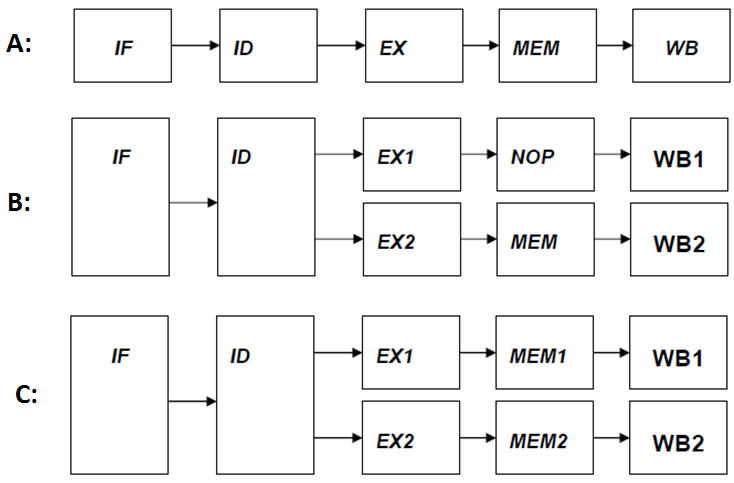 A: IF ID EX MEM WB
IF ID EX1 NOP WB1
B:
EX2 MEM WB2
IF ID EX1 MEM1 WB1
C:
EX2 MEM2 WB2